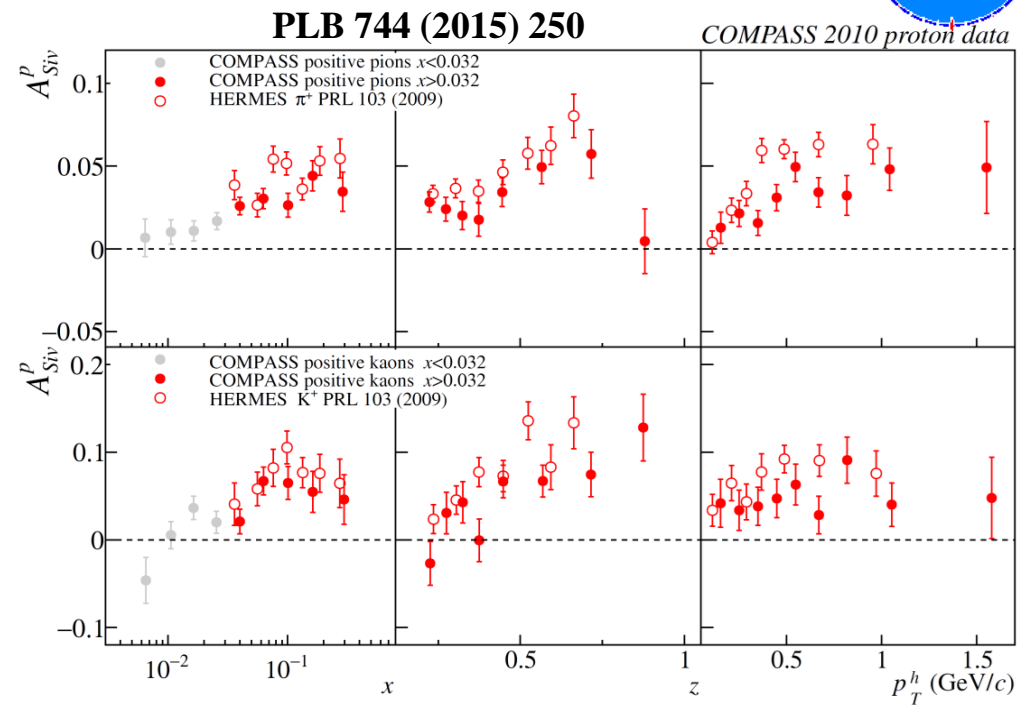 PLB 744 (2015) 250
COMPASS 2010 proton data
A^p_Siv
COMPASS positive pions x<0.032
COMPASS positive pions x>0.032
HERMES π⁺ PRL 103 (2009)
0.1
0.05
0
−0.05
A^p_Siv
COMPASS positive kaons x<0.032
COMPASS positive kaons x>0.032
HERMES K⁺ PRL 103 (2009)
0.2
0.1
0
−0.1
10⁻² 10⁻¹ 0.5 1 0.5 1 1.5
x z p^h_T (GeV/c)